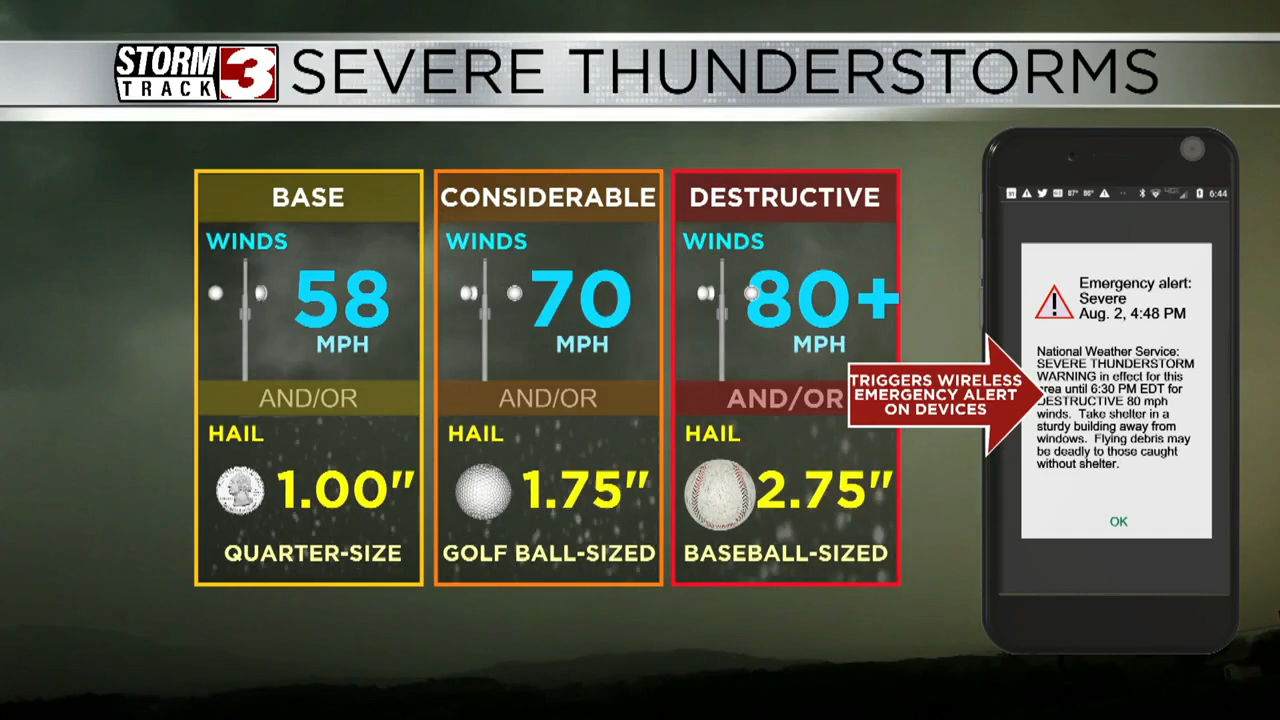 STORM
TRACK
3
SEVERE THUNDERSTORMS
BASE
WINDS
58
MPH
AND/OR
HAIL
1.00"
QUARTER-SIZE
CONSIDERABLE
WINDS
70
MPH
AND/OR
HAIL
1.75"
GOLF BALL-SIZED
DESTRUCTIVE
WINDS
80+
MPH
AND/OR
HAIL
2.75"
BASEBALL-SIZED
TRIGGERS WIRELESS
EMERGENCY ALERT
ON DEVICES
31 87° 86° 6:44
Emergency alert:
Severe
Aug. 2, 4:48 PM
National Weather Service:
SEVERE THUNDERSTORM
WARNING in effect for this
area until 6:30 PM EDT for
DESTRUCTIVE 80 mph
winds. Take shelter in a
sturdy building away from
windows. Flying debris may
be deadly to those caught
without shelter.
OK